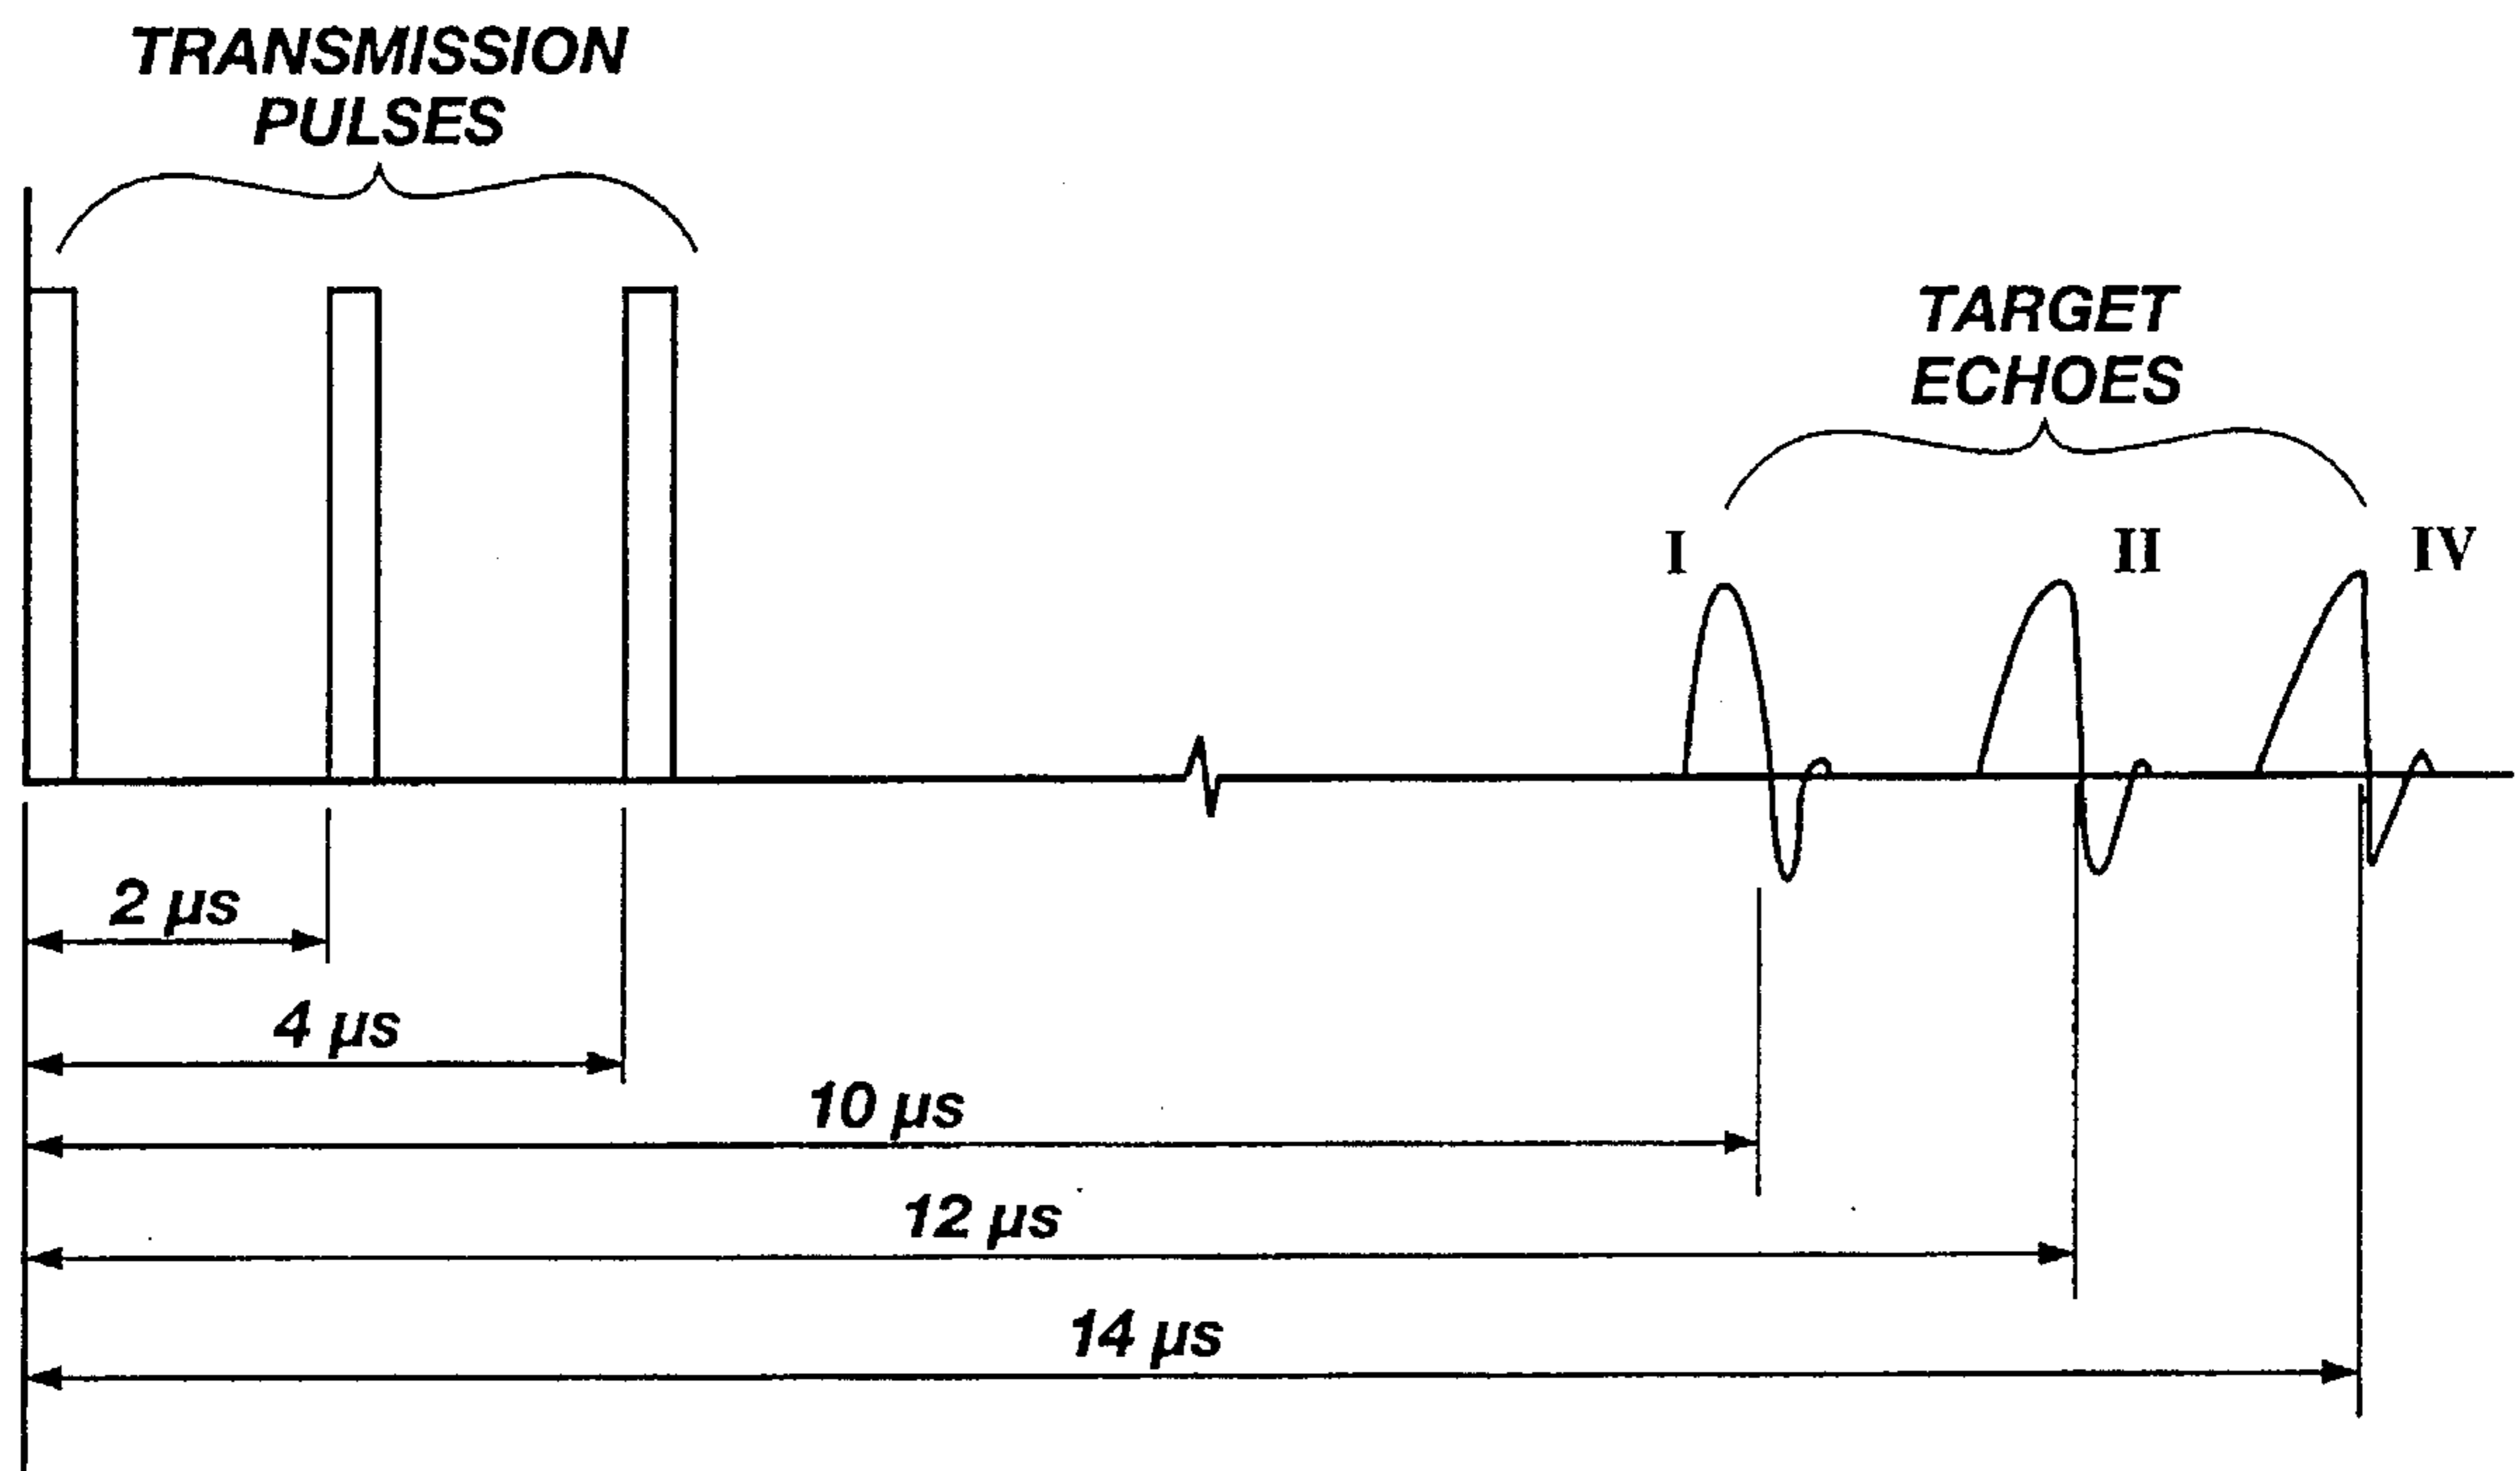 TRANSMISSION
PULSES
TARGET
ECHOES
I
II
IV
2 µs
4 µs
10 µs
12 µs
14 µs